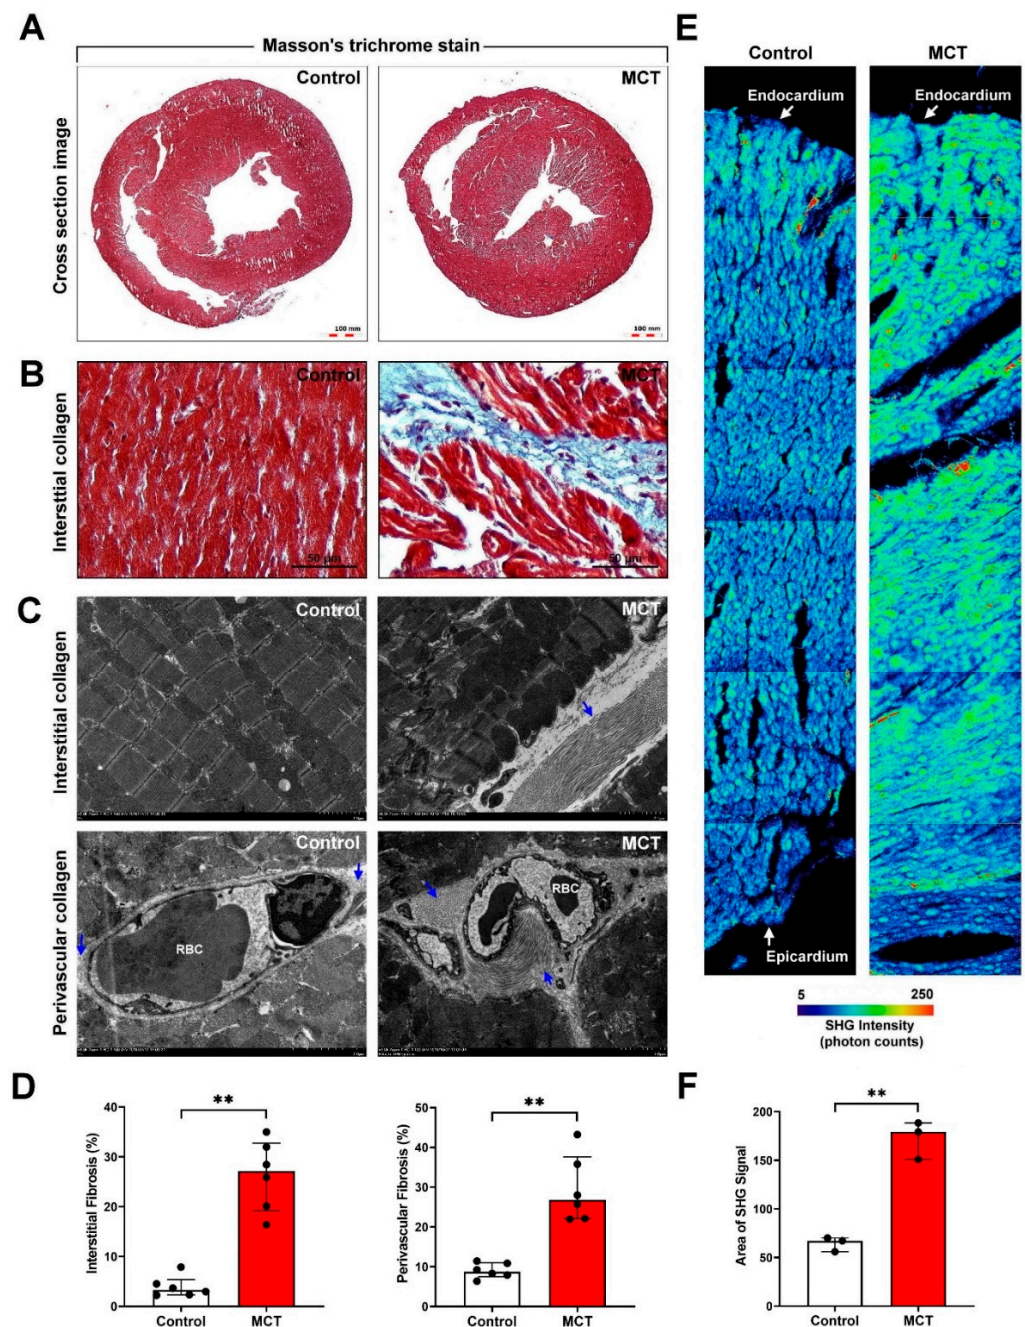 A
Masson's trichrome stain
Control
MCT
Cross section image
100 mm
100 mm
B
Control
MCT
Intersttial collagen
50 µm
50 µm
C
Control
MCT
Interstitial collagen
Control
MCT
Perivascular collagen
RBC
RBC
D
**
40
30
20
10
0
Interstitial Fibrosis (%)
Control
MCT
**
50
40
30
20
10
0
Perivascular Fibrosis (%)
Control
MCT
E
Control
MCT
Endocardium
Endocardium
Epicardium
5
250
SHG Intensity
(photon counts)
F
**
200
150
100
50
0
Area of SHG Signal
Control
MCT